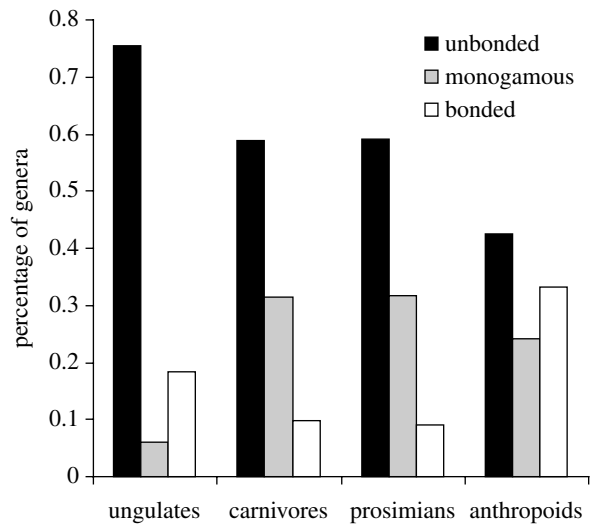 0.8
0.7
0.6
0.5
0.4
0.3
0.2
0.1
0
percentage of genera
unbonded
monogamous
bonded
ungulates carnivores prosimians anthropoids